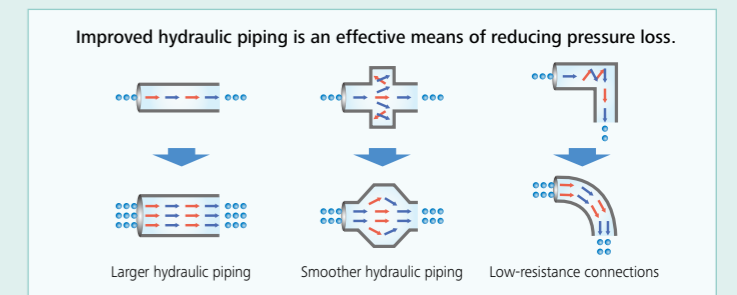 Improved hydraulic piping is an effective means of reducing pressure loss.
Larger hydraulic piping
Smoother hydraulic piping
Low-resistance connections